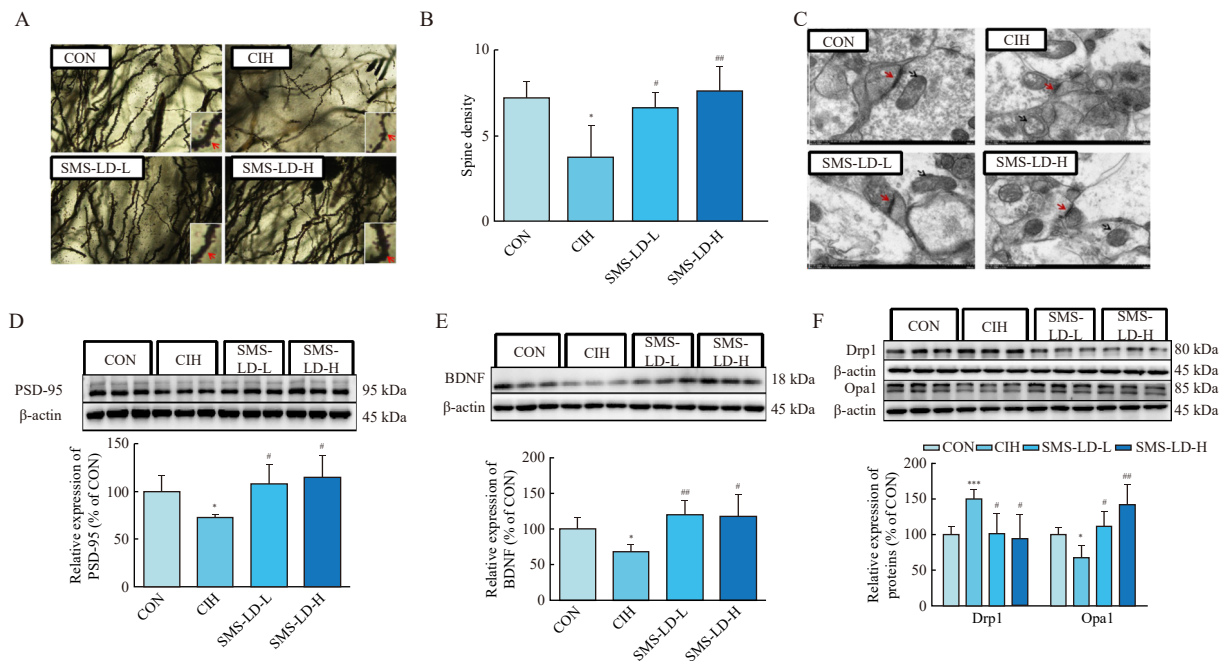 A
CON
CIH
SMS-LD-L
SMS-LD-H
B
Spine density
10
5
0
*
#
##
CON
CIH
SMS-LD-L
SMS-LD-H
C
CON
CIH
SMS-LD-L
SMS-LD-H
D
CON
CIH
SMS-
LD-L
SMS-
LD-H
PSD-95
95 kDa
β-actin
45 kDa
Relative expression of
PSD-95 (% of CON)
150
100
50
0
*
#
#
CON
CIH
SMS-LD-L
SMS-LD-H
E
CON
CIH
SMS-
LD-L
SMS-
LD-H
BDNF
18 kDa
β-actin
45 kDa
Relative expression of
BDNF (% of CON)
200
150
100
50
0
*
##
#
CON
CIH
SMS-LD-L
SMS-LD-H
F
CON
CIH
SMS-
LD-L
SMS-
LD-H
Drp1
80 kDa
β-actin
45 kDa
Opa1
85 kDa
β-actin
45 kDa
CON CIH SMS-LD-L SMS-LD-H
Relative expression of
proteins (% of CON)
200
150
100
50
0
***
#
#
*
#
##
Drp1
Opa1